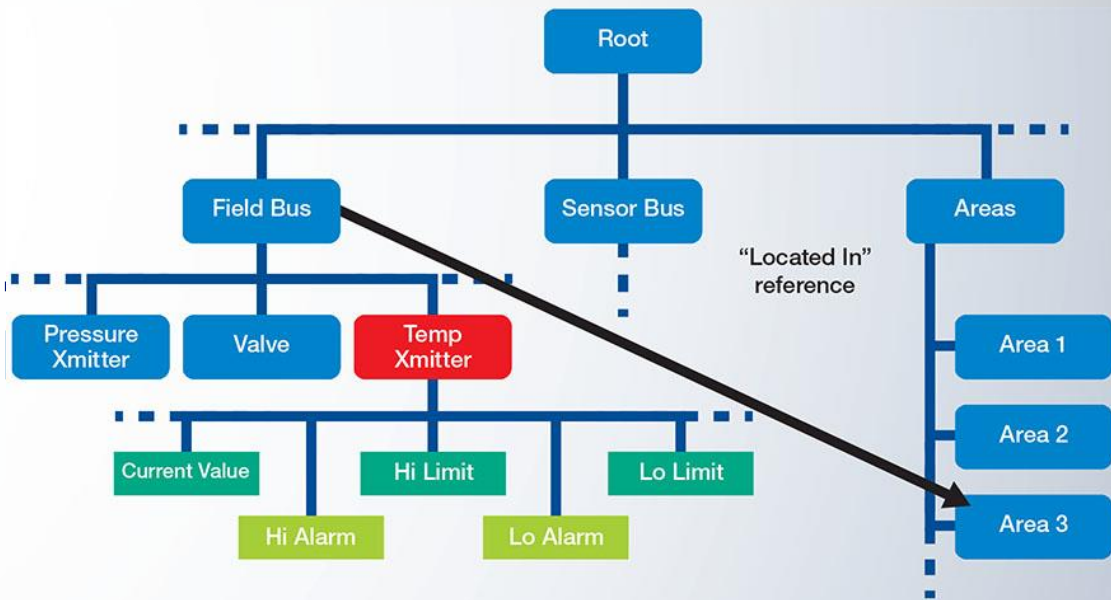 Root
Field Bus
Sensor Bus
Areas
“Located In”
reference
Pressure
Xmitter
Valve
Temp
Xmitter
Area 1
Area 2
Current Value
Hi Limit
Lo Limit
Hi Alarm
Lo Alarm
Area 3